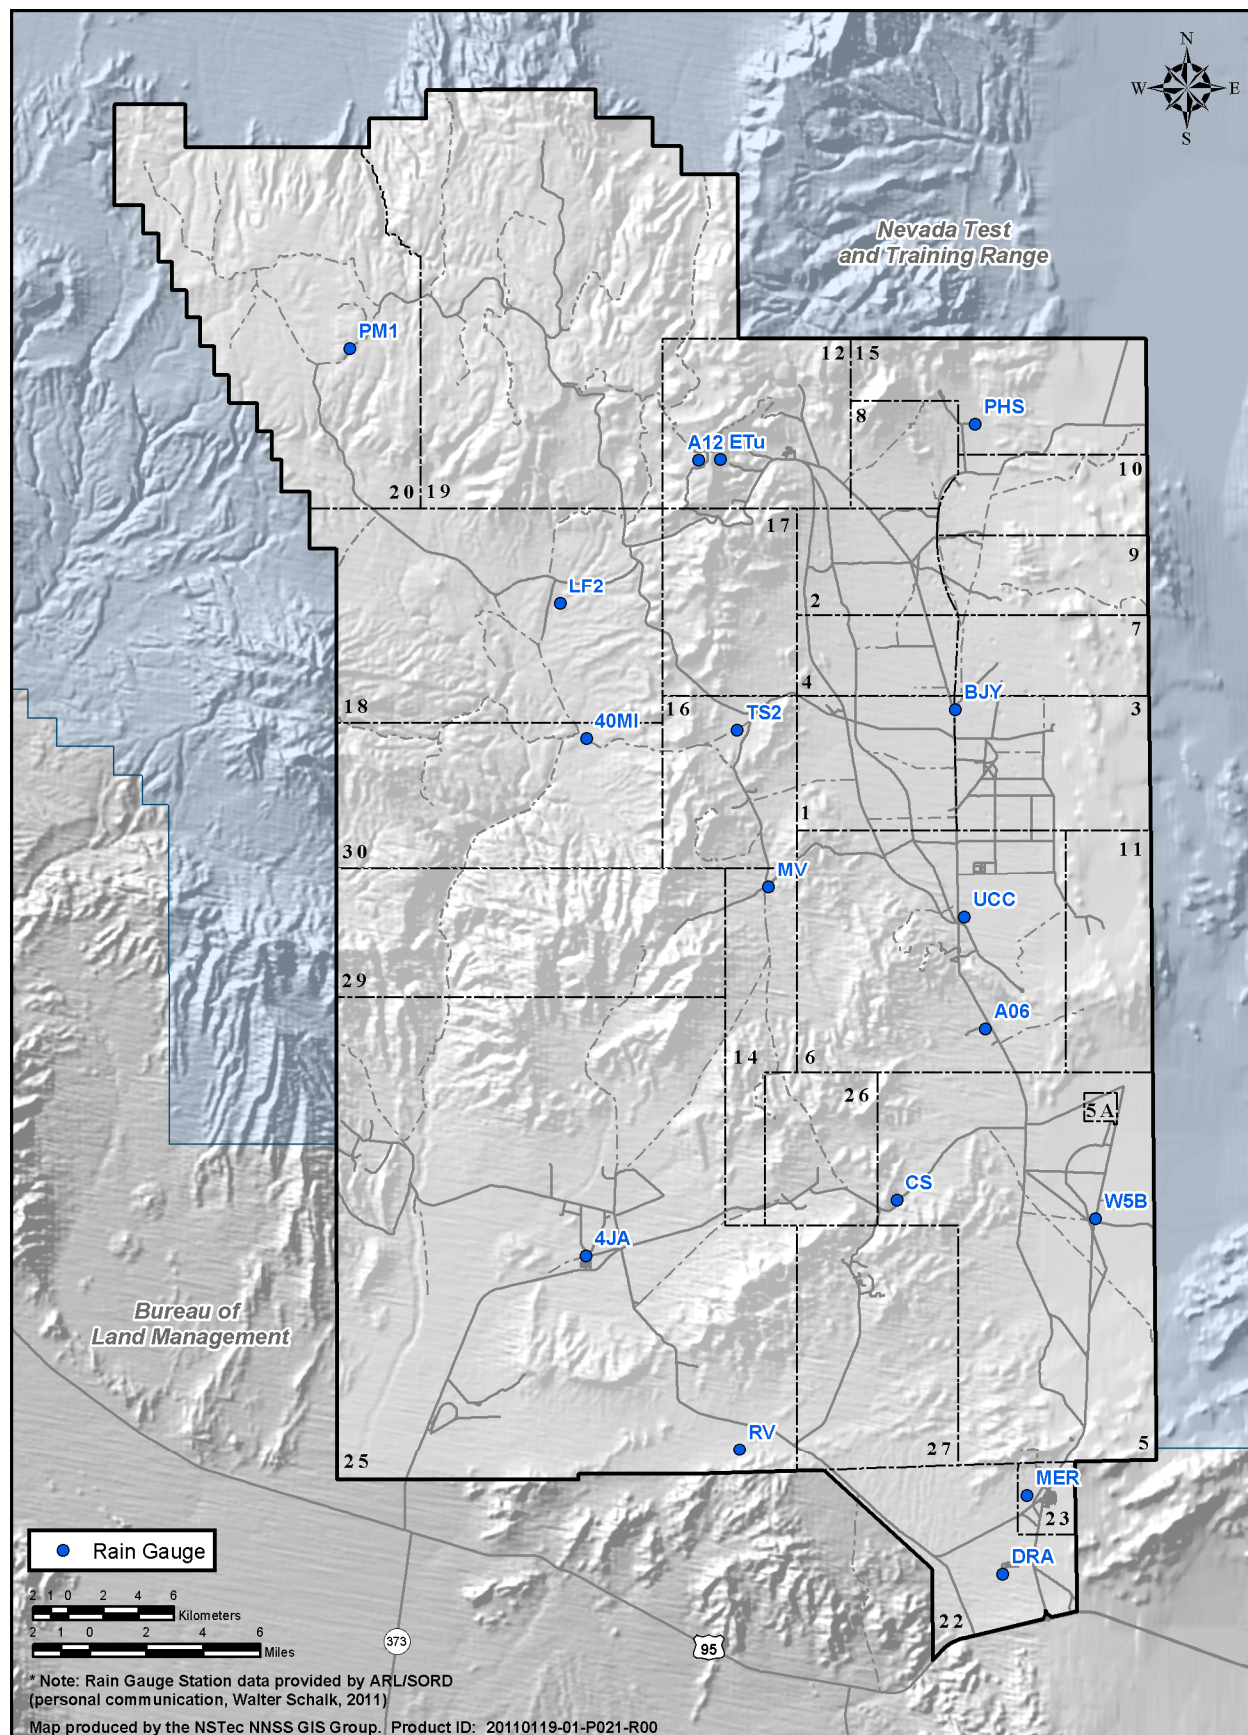 N
W E
S
Nevada Test
and Training Range
PM1
12 15
PHS
8
A12 ETu
10
20 19
17
9
LF2
2
7
4
BJY
18
16
TS2
3
40MI
1
30
11
MV
UCC
29
A06
14
6
26
5A
CS
W5B
4JA
Bureau of
Land Management
RV
25
27
5
MER
23
Rain Gauge
DRA
2 1 0 2 4 6
Kilometers
22
2 1 0 2 4 6
Miles
373
95
* Note: Rain Gauge Station data provided by ARL/SORD
(personal communication, Walter Schalk, 2011)
Map produced by the NSTec NNSS GIS Group. Product ID: 20110119-01-P021-R00